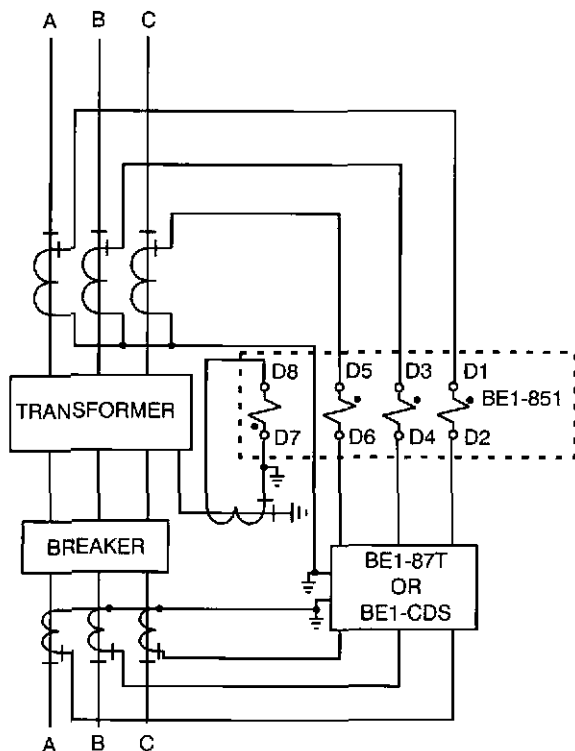 A B C
D8 D5 D3 D1
BE1-851
TRANSFORMER
D7 D6 D4 D2
BREAKER
BE1-87T
OR
BE1-CDS
A B C